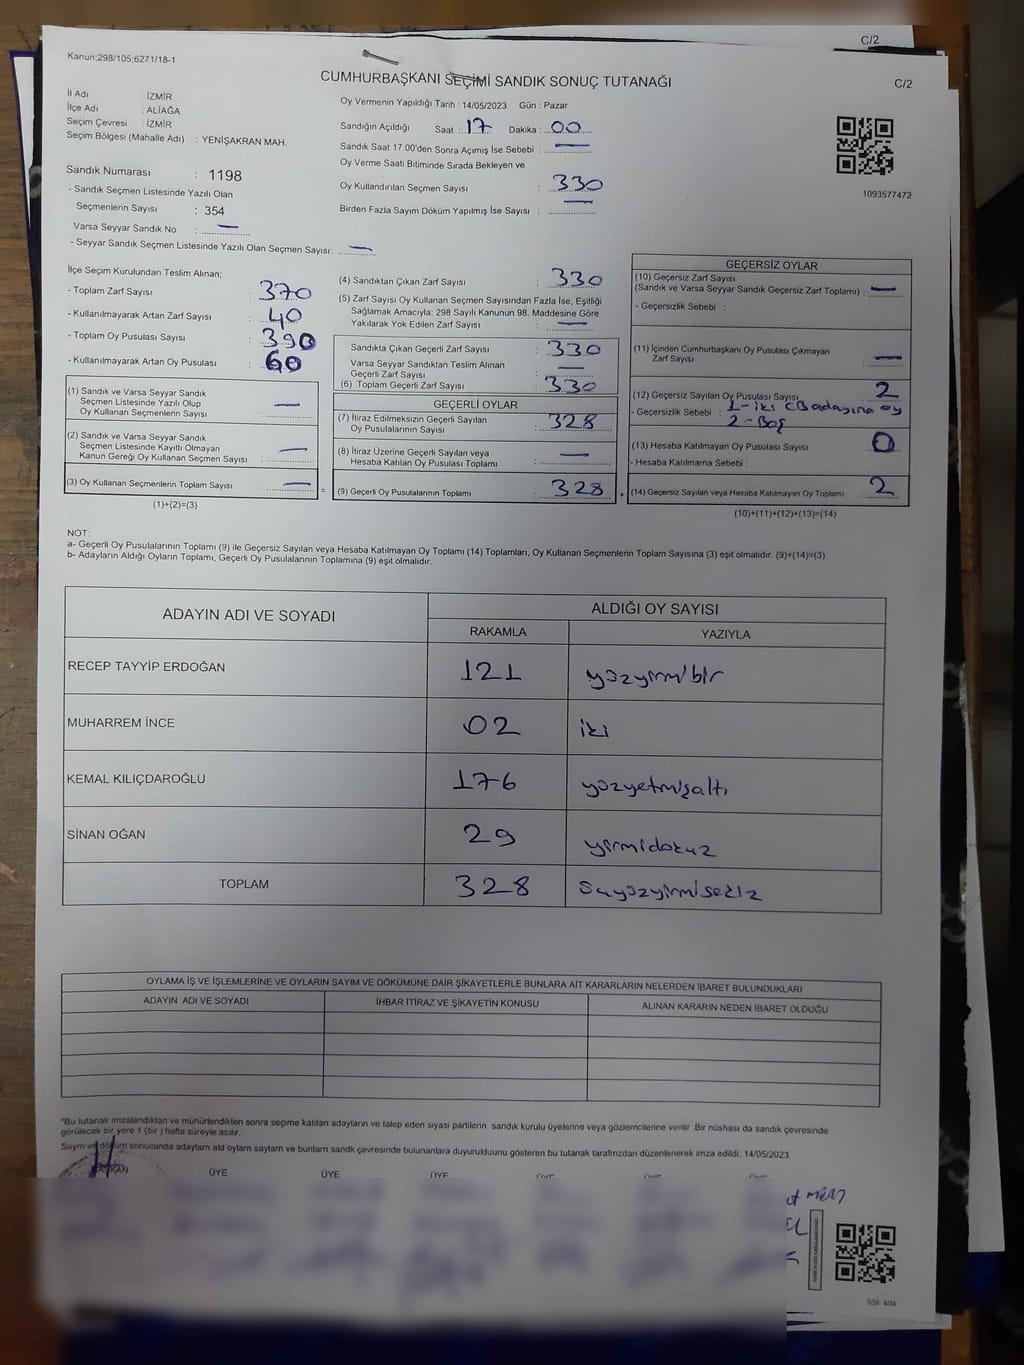 C/2
Kanun:298/105;6271/18-1
CUMHURBAŞKANI SEÇİMİ SANDIK SONUÇ TUTANAĞI
C/2
İl Adı : İZMİR
İlçe Adı : ALİAĞA
Seçim Çevresi : İZMİR
Seçim Bölgesi (Mahalle Adı) : YENİŞAKRAN MAH.
Oy Vermenin Yapıldığı Tarih : 14/05/2023 Gün : Pazar
Sandığın Açıldığı Saat : 17 Dakika : 00
Sandık Saat 17:00'den Sonra Açımış İse Sebebi : —
Oy Verme Saati Bitiminde Sırada Bekleyen ve
Oy Kullandırılan Seçmen Sayısı : 330
Birden Fazla Sayım Döküm Yapılmış İse Sayısı : —
1093577472
Sandık Numarası : 1198
- Sandık Seçmen Listesinde Yazılı Olan
Seçmenlerin Sayısı : 354
Varsa Seyyar Sandık No : —
- Seyyar Sandık Seçmen Listesinde Yazılı Olan Seçmen Sayısı: —
İlçe Seçim Kurulundan Teslim Alınan;
- Toplam Zarf Sayısı : 370
- Kullanılmayarak Artan Zarf Sayısı : 40
- Toplam Oy Pusulası Sayısı : 390
- Kullanılmayarak Artan Oy Pusulası : 60
(1) Sandık ve Varsa Seyyar Sandık
Seçmen Listesinde Yazılı Olup
Oy Kullanan Seçmenlerin Sayısı : —
(2) Sandık ve Varsa Seyyar Sandık
Seçmen Listesinde Kayıtlı Olmayan
Kanun Gereği Oy Kullanan Seçmen Sayısı : —
(3) Oy Kullanan Seçmenlerin Toplam Sayısı : — =
(1)+(2)=(3)
(4) Sandıktan Çıkan Zarf Sayısı : 330
(5) Zarf Sayısı Oy Kullanan Seçmen Sayısından Fazla İse, Eşitliği
Sağlamak Amacıyla; 298 Sayılı Kanunun 98. Maddesine Göre
Yakılarak Yok Edilen Zarf Sayısı : —
Sandıkta Çıkan Geçerli Zarf Sayısı : 330
Varsa Seyyar Sandıktan Teslim Alınan
Geçerli Zarf Sayısı : —
(6) Toplam Geçerli Zarf Sayısı : 330
GEÇERLİ OYLAR
(7) İtiraz Edilmeksizin Geçerli Sayılan
Oy Pusulalarının Sayısı : 328
(8) İtiraz Üzerine Geçerli Sayılan veya
Hesaba Katılan Oy Pusulası Toplamı : —
(9) Geçerli Oy Pusulalarının Toplamı : 328 +
GEÇERSİZ OYLAR
(10) Geçersiz Zarf Sayısı
(Sandık ve Varsa Seyyar Sandık Geçersiz Zarf Toplamı) : —
- Geçersizlik Sebebi :
(11) İçinden Cumhurbaşkanı Oy Pusulası Çıkmayan
Zarf Sayısı : —
(12) Geçersiz Sayılan Oy Pusulası Sayısı : 2
- Geçersizlik Sebebi : 1- iki CB adayına oy
2- Boş
(13) Hesaba Katılmayan Oy Pusulası Sayısı : 0
- Hesaba Katılmama Sebebi :
(14) Geçersiz Sayılan veya Hesaba Katılmayan Oy Toplamı : 2
(10)+(11)+(12)+(13)=(14)
NOT:
a- Geçerli Oy Pusulalarının Toplamı (9) ile Geçersiz Sayılan veya Hesaba Katılmayan Oy Toplamı (14) Toplamları, Oy Kullanan Seçmenlerin Toplam Sayısına (3) eşit olmalıdır. (9)+(14)=(3)
b- Adayların Aldığı Oyların Toplamı, Geçerli Oy Pusulalarının Toplamına (9) eşit olmalıdır.
ADAYIN ADI VE SOYADI ALDIĞI OY SAYISI
RAKAMLA YAZIYLA
RECEP TAYYİP ERDOĞAN 121 yüzyirmibir
MUHARREM İNCE 02 iki
KEMAL KILIÇDAROĞLU 176 yüzyetmişaltı
SİNAN OĞAN 29 yirmidokuz
TOPLAM 328 üçyüzyirmisekiz
OYLAMA İŞ VE İŞLEMLERİNE VE OYLARIN SAYIM VE DÖKÜMÜNE DAİR ŞİKAYETLERLE BUNLARA AİT KARARLARIN NELERDEN İBARET BULUNDUKLARI
ADAYIN ADI VE SOYADI İHBAR İTİRAZ VE ŞİKAYETİN KONUSU ALINAN KARARIN NEDEN İBARET OLDUĞU
*Bu tutanak imzalandıktan ve mühürlendikten sonra seçime katılan adayların ve talep eden siyasi partilerin sandık kurulu üyelerine veya gözlemcilerine verilir .Bir nüshası da sandık çevresinde
görülecek bir yere 1 (bir ) hafta süreyle asılır.
Sayım ve döküm sonucunda adayların aldı oyların sayıları ve bunların sandık çevresinde bulunanlara duyurulduunu gösteren bu tutanak tarafımızdan düzenlenerek imza edildi. 14/05/2023
BAŞKAN ÜYE ÜYE ÜYE ÜYE ÜYE ÜYE